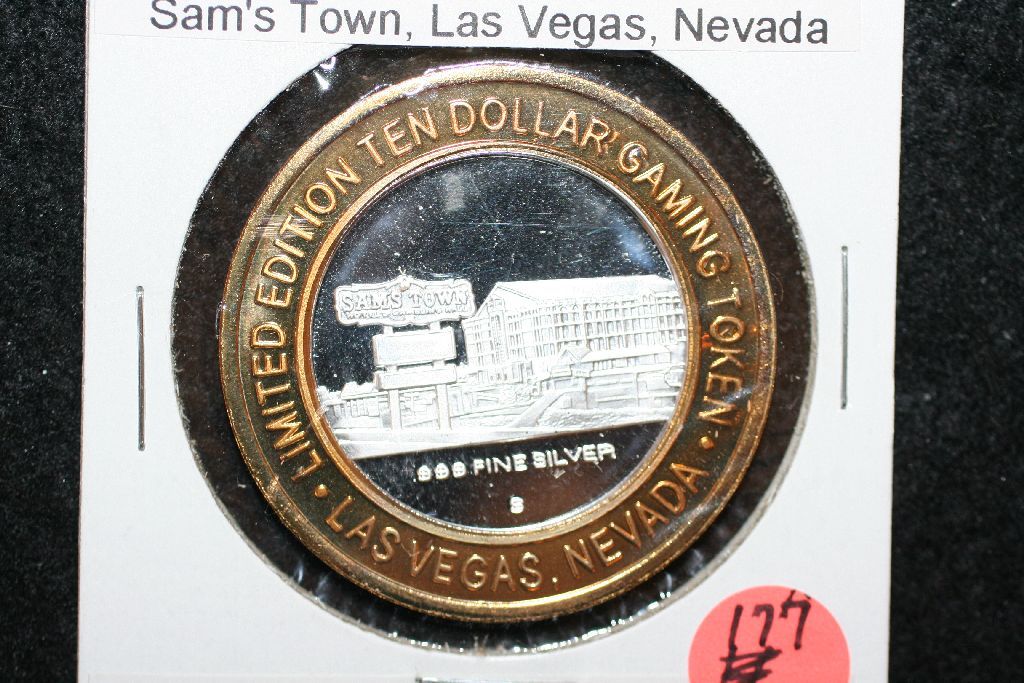 Sam's Town, Las Vegas, Nevada
LIMITED EDITION TEN DOLLAR GAMING TOKEN
SAM'S TOWN
.999 FINE SILVER
S
• LAS VEGAS, NEVADA •
177